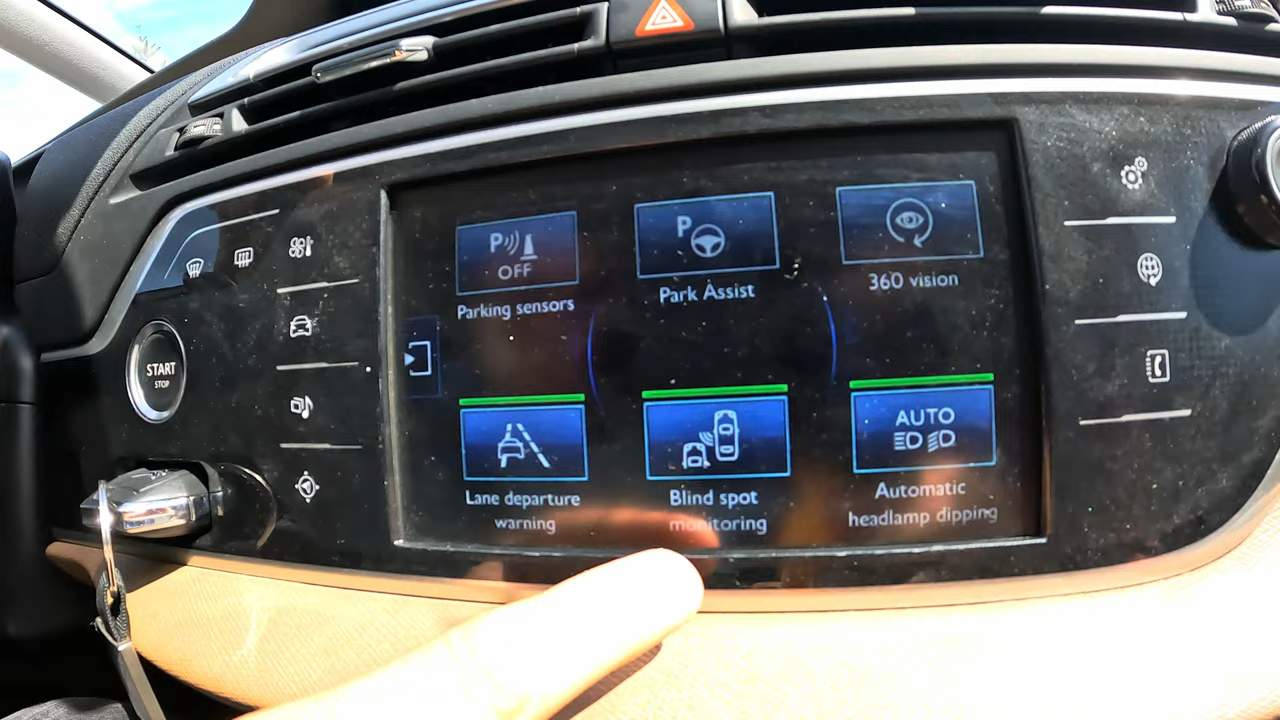 P
OFF
Parking sensors
P
Park Assist
360 vision
START
STOP
Lane departure
warning
Blind spot
monitoring
AUTO
Automatic
headlamp dipping